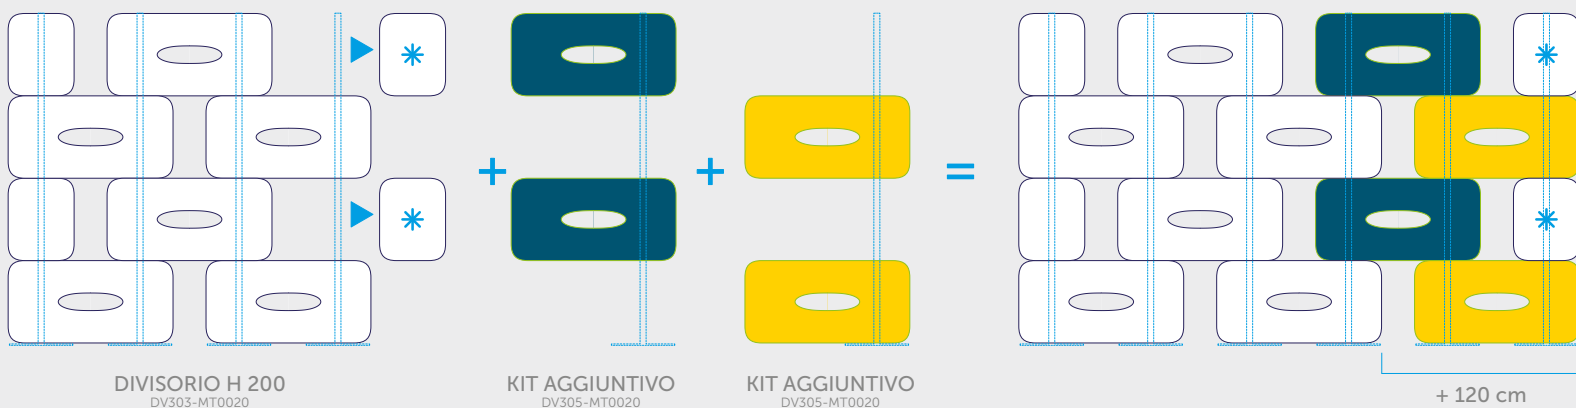 + + =
DIVISORIO H 200
DV303-MT0020
KIT AGGIUNTIVO
DV305-MT0020
KIT AGGIUNTIVO
DV305-MT0020
+ 120 cm